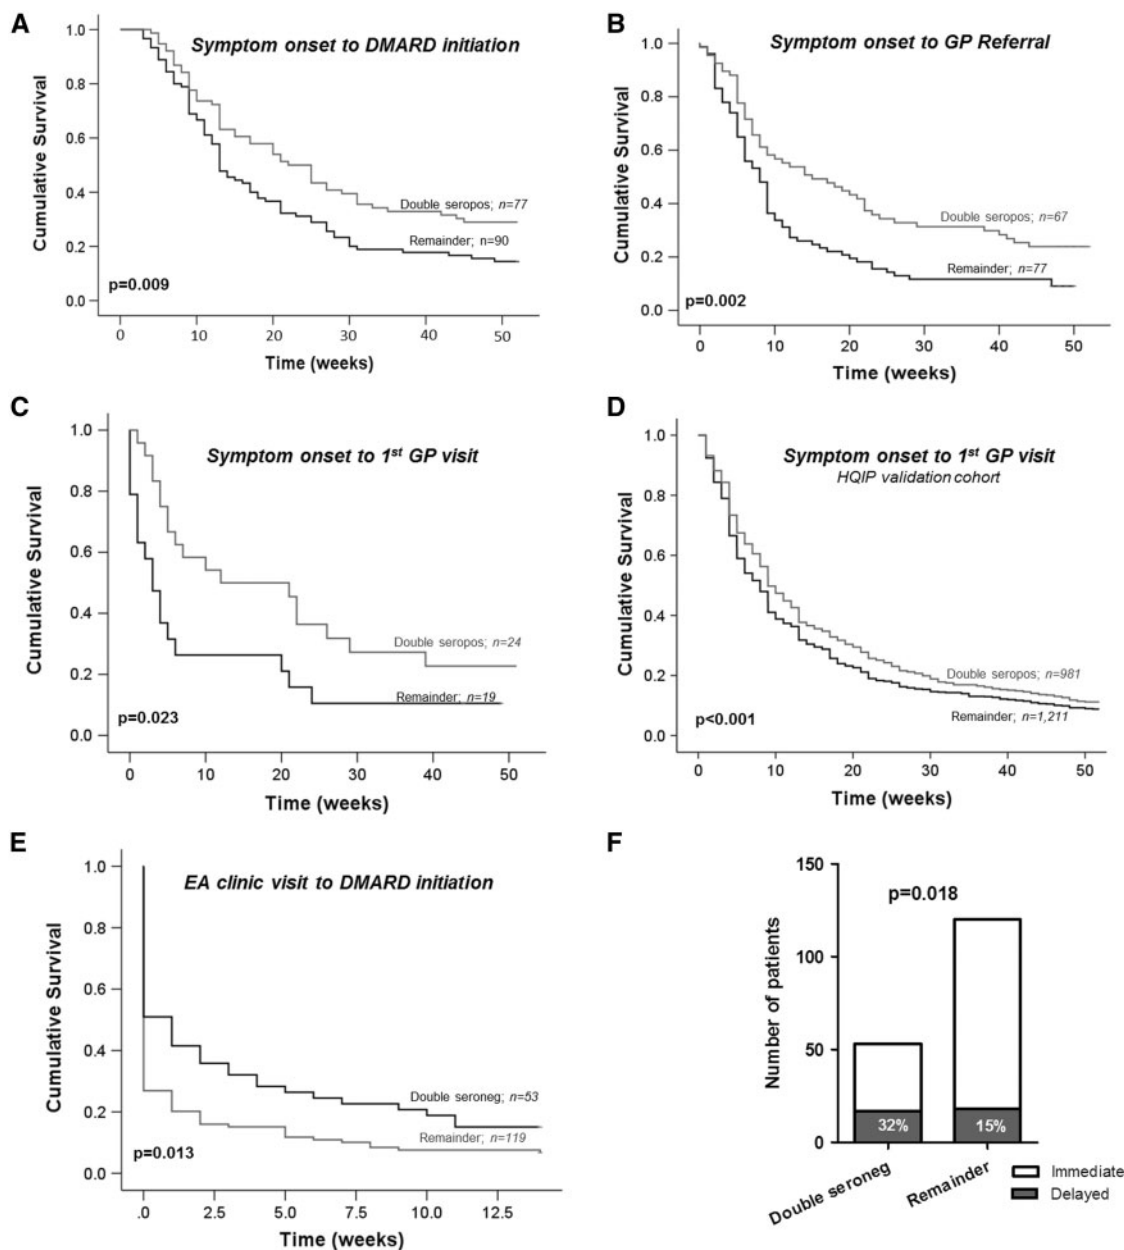 A
Symptom onset to DMARD initiation
Cumulative Survival
1.0
0.8
0.6
0.4
0.2
0.0
Double seropos; n=77
Remainder; n=90
p=0.009
0 10 20 30 40 50
Time (weeks)
B
Symptom onset to GP Referral
Cumulative Survival
1.0
0.8
0.6
0.4
0.2
0.0
Double seropos; n=67
Remainder; n=77
p=0.002
0 10 20 30 40 50
Time (weeks)
C
Symptom onset to 1st GP visit
Cumulative Survival
1.0
0.8
0.6
0.4
0.2
0.0
Double seropos; n=24
Remainder; n=19
p=0.023
0 10 20 30 40 50
Time (weeks)
D
Symptom onset to 1st GP visit
HQIP validation cohort
Cumulative Survival
1.0
0.8
0.6
0.4
0.2
0.0
Double seropos; n=981
Remainder; n=1,211
p<0.001
0 10 20 30 40 50
Time (weeks)
E
EA clinic visit to DMARD initiation
Cumulative Survival
1.0
0.8
0.6
0.4
0.2
0.0
Double seroneg; n=53
Remainder; n=119
p=0.013
.0 2.5 5.0 7.5 10.0 12.5
Time (weeks)
F
Number of patients
150
100
50
0
p=0.018
32% 15%
Double seroneg
Remainder
Immediate
Delayed